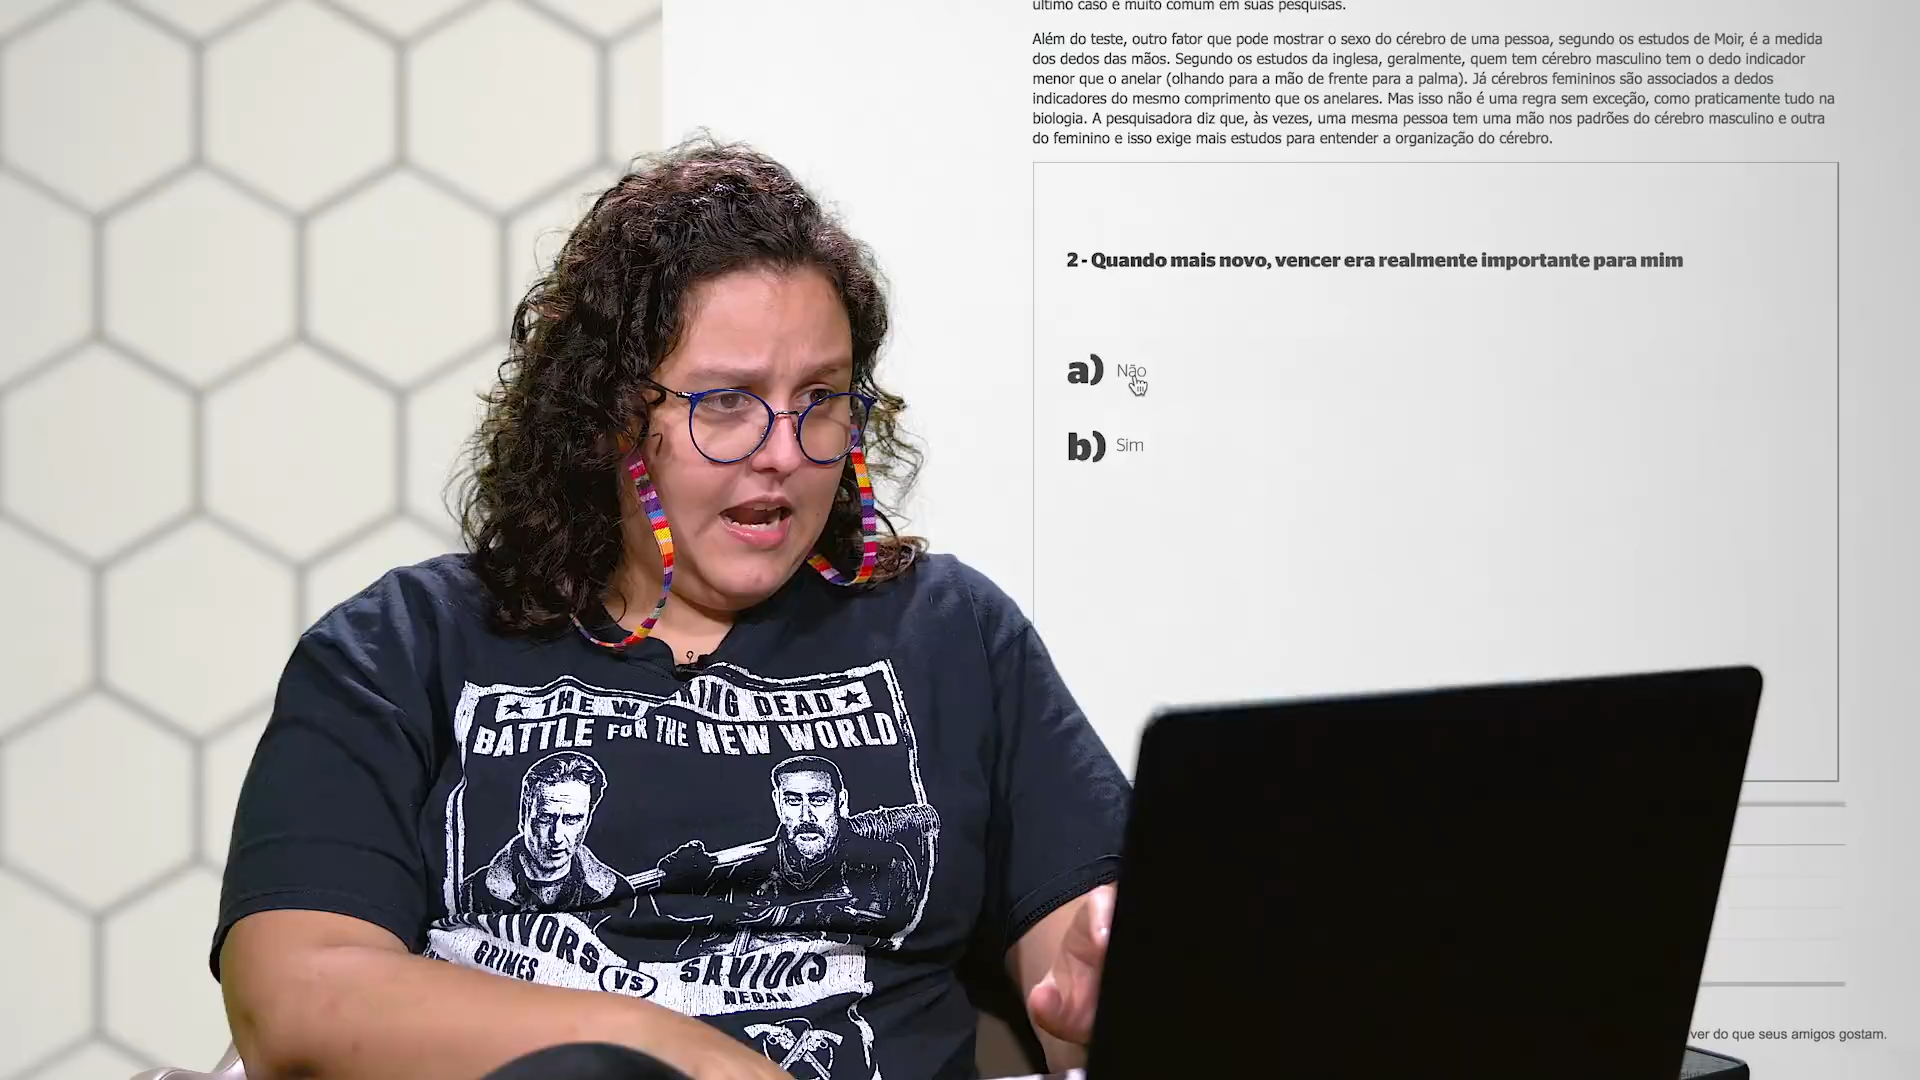 último caso é muito comum em suas pesquisas.
Além do teste, outro fator que pode mostrar o sexo do cérebro de uma pessoa, segundo os estudos de Moir, é a medida
dos dedos das mãos. Segundo os estudos da inglesa, geralmente, quem tem cérebro masculino tem o dedo indicador
menor que o anelar (olhando para a mão de frente para a palma). Já cérebros femininos são associados a dedos
indicadores do mesmo comprimento que os anelares. Mas isso não é uma regra sem exceção, como praticamente tudo na
biologia. A pesquisadora diz que, às vezes, uma mesma pessoa tem uma mão nos padrões do cérebro masculino e outra
do feminino e isso exige mais estudos para entender a organização do cérebro.
2 - Quando mais novo, vencer era realmente importante para mim
a) Não
b) Sim
THE W KING DEAD
BATTLE FOR THE NEW WORLD
VIVORS
GRIMES
VS
SAVIORS
NEGAN
ver do que seus amigos gostam.